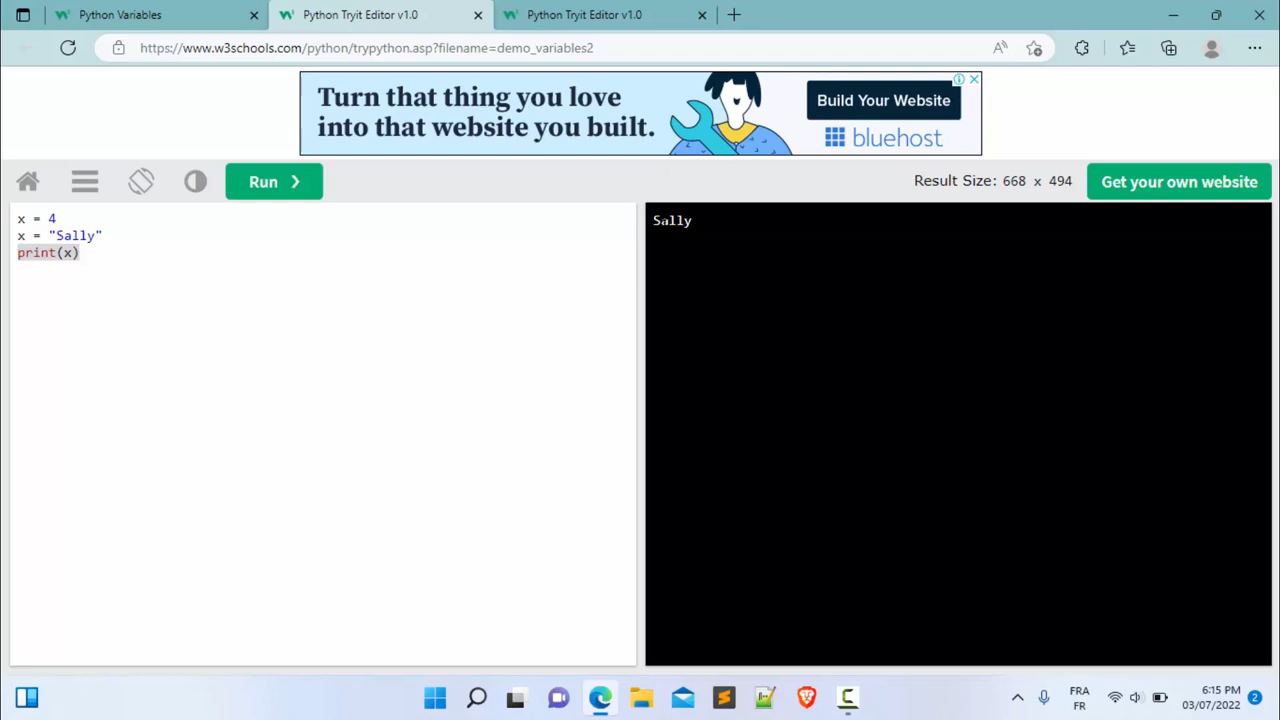 Python Variables
Python Tryit Editor v1.0
Python Tryit Editor v1.0
https://www.w3schools.com/python/trypython.asp?filename=demo_variables2
Turn that thing you love
into that website you built.
Build Your Website
bluehost
Run
Result Size: 668 x 494
Get your own website
x = 4
x = "Sally"
print(x)
Sally
FRA
FR
6:15 PM
03/07/2022
2